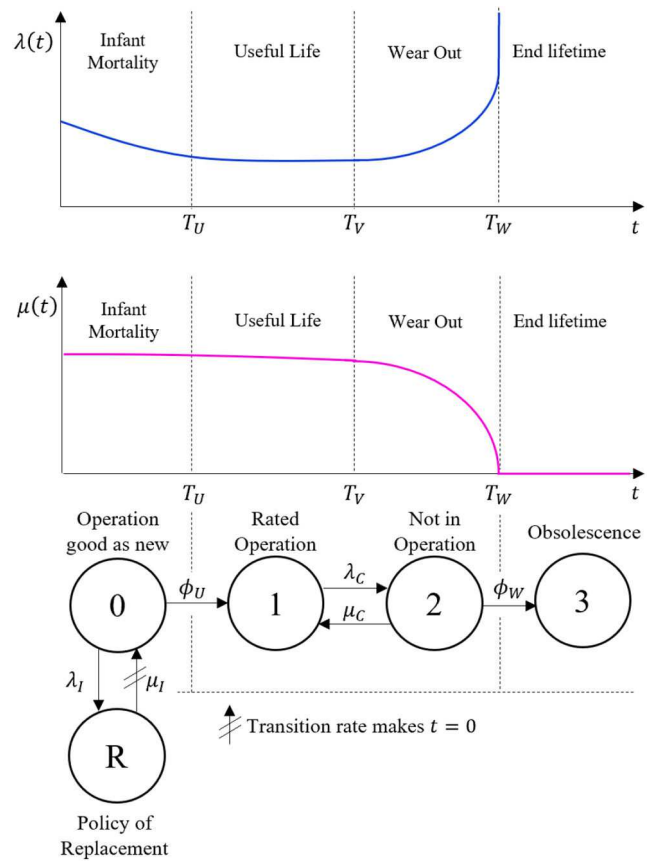 λ(t)
Infant
Mortality
Useful Life
Wear Out
End lifetime
T_U
T_V
T_W
t
μ(t)
Infant
Mortality
Useful Life
Wear Out
End lifetime
T_U
T_V
T_W
t
Operation
good as new
Rated
Operation
Not in
Operation
Obsolescence
0
ϕ_U
1
λ_C
μ_C
2
ϕ_W
3
λ_I
μ_I
R
Transition rate makes t = 0
Policy of
Replacement